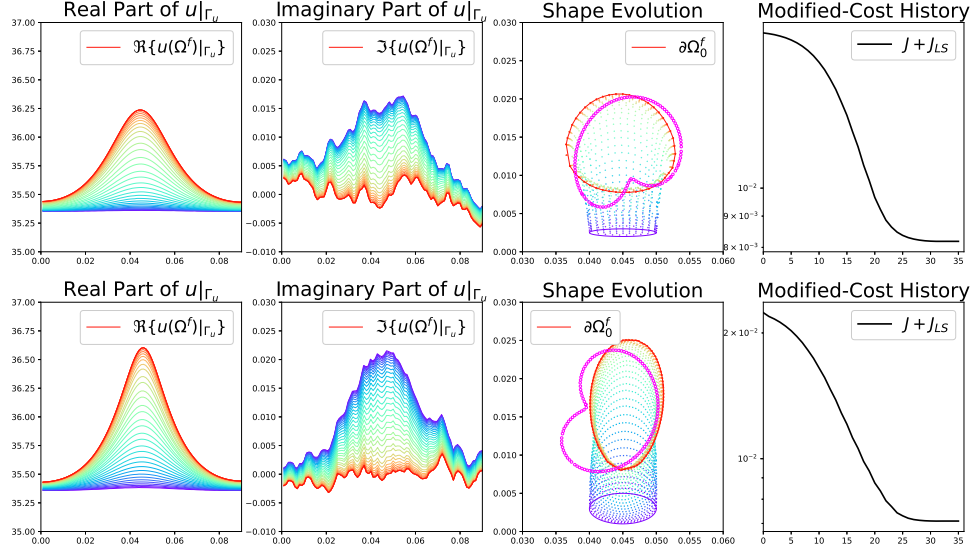 Real Part of u|Γu
Imaginary Part of u|Γu
Shape Evolution
Modified-Cost History
37.00
36.75
36.50
36.25
36.00
35.75
35.50
35.25
35.00
0.00 0.02 0.04 0.06 0.08
ℜ{u(Ω^f)|Γu}
0.030
0.025
0.020
0.015
0.010
0.005
0.000
−0.005
−0.010
0.00 0.02 0.04 0.06 0.08
ℑ{u(Ω^f)|Γu}
0.030
0.025
0.020
0.015
0.010
0.005
0.000
0.030 0.035 0.040 0.045 0.050 0.055 0.060
∂Ω_0^f
10^−2
9 × 10^−3
8 × 10^−3
0 5 10 15 20 25 30 35
J + J_LS
Real Part of u|Γu
Imaginary Part of u|Γu
Shape Evolution
Modified-Cost History
37.00
36.75
36.50
36.25
36.00
35.75
35.50
35.25
35.00
0.00 0.02 0.04 0.06 0.08
ℜ{u(Ω^f)|Γu}
0.030
0.025
0.020
0.015
0.010
0.005
0.000
−0.005
−0.010
0.00 0.02 0.04 0.06 0.08
ℑ{u(Ω^f)|Γu}
0.030
0.025
0.020
0.015
0.010
0.005
0.000
0.030 0.035 0.040 0.045 0.050 0.055 0.060
∂Ω_0^f
2 × 10^−2
10^−2
0 5 10 15 20 25 30 35
J + J_LS